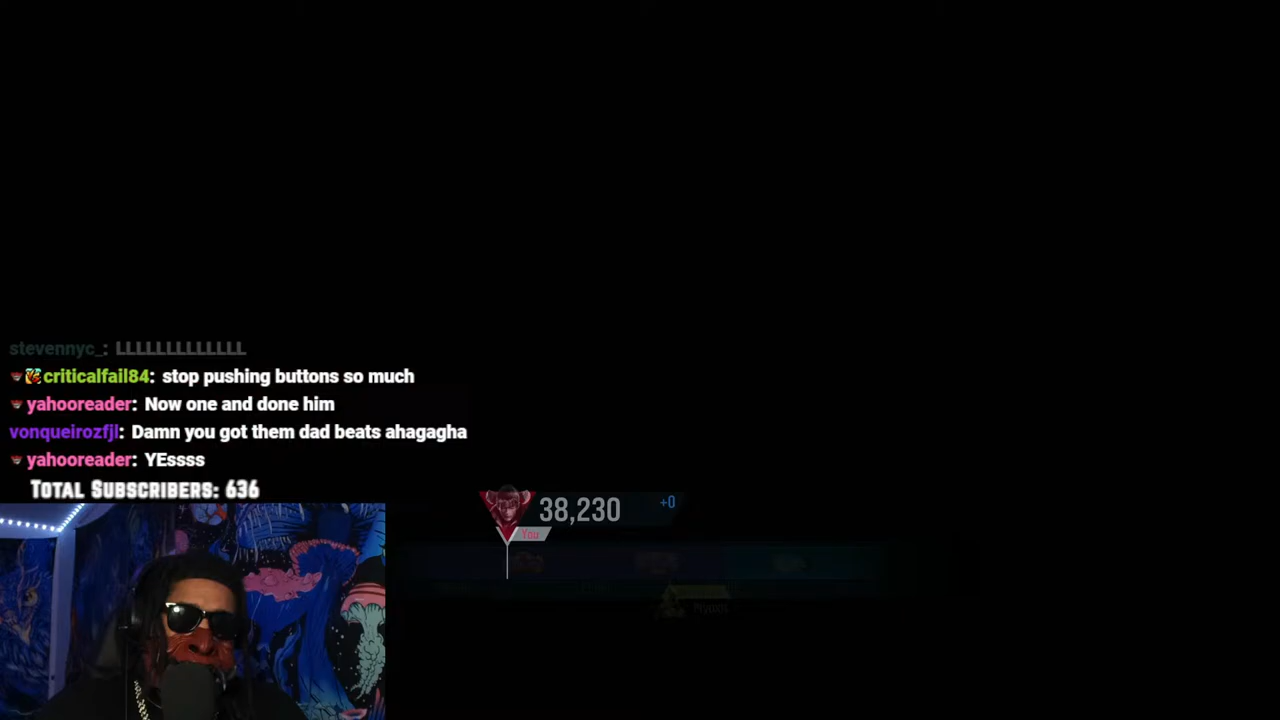 stevennyc_: LLLLLLLLLLLLL
criticalfail84: stop pushing buttons so much
yahooreader: Now one and done him
vonqueirozfjl: Damn you got them dad beats ahagagha
yahooreader: YEssss
Total Subscribers: 636
38,230 +0
You